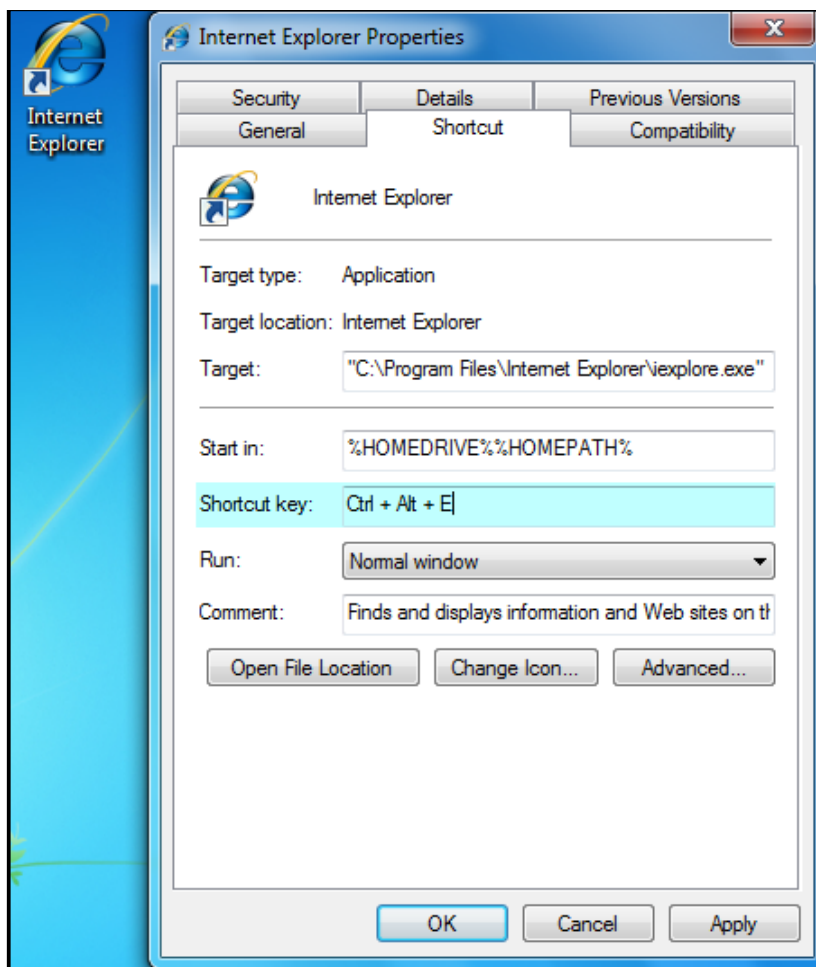 Internet
Explorer
Internet Explorer Properties
Security Details Previous Versions
General Shortcut Compatibility
Internet Explorer
Target type: Application
Target location: Internet Explorer
Target: "C:\Program Files\Internet Explorer\iexplore.exe"
Start in: %HOMEDRIVE%%HOMEPATH%
Shortcut key: Ctrl + Alt + E
Run: Normal window
Comment: Finds and displays information and Web sites on th
Open File Location Change Icon... Advanced...
OK Cancel Apply